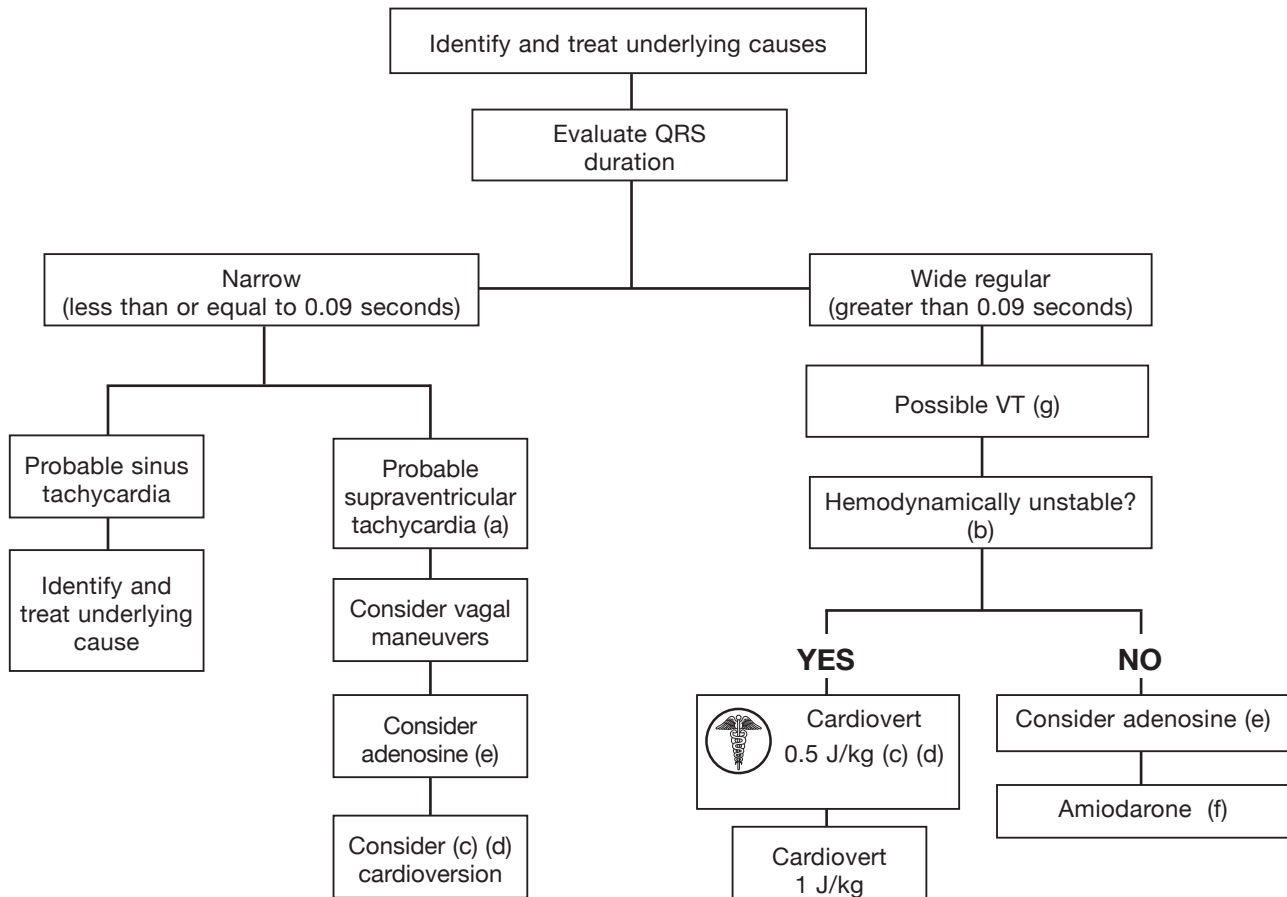 Identify and treat underlying causes
Evaluate QRS
duration
Narrow
(less than or equal to 0.09 seconds)
Wide regular
(greater than 0.09 seconds)
Probable sinus
tachycardia
Identify and
treat underlying
cause
Probable
supraventricular
tachycardia (a)
Consider vagal
maneuvers
Consider
adenosine (e)
Consider (c) (d)
cardioversion
Possible VT (g)
Hemodynamically unstable?
(b)
YES
Cardiovert
0.5 J/kg (c) (d)
Cardiovert
1 J/kg
NO
Consider adenosine (e)
Amiodarone (f)